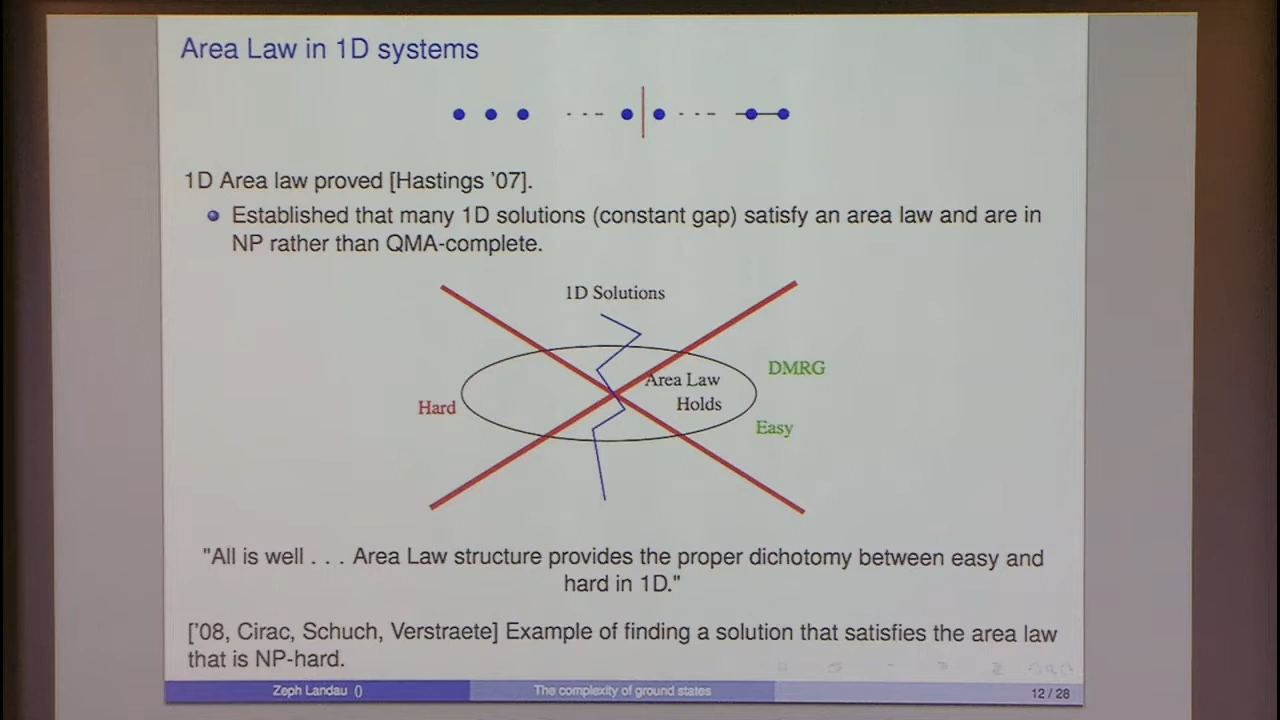 Area Law in 1D systems
1D Area law proved [Hastings '07].
Established that many 1D solutions (constant gap) satisfy an area law and are in
NP rather than QMA-complete.
1D Solutions
DMRG
Area Law
Holds
Hard
Easy
"All is well . . . Area Law structure provides the proper dichotomy between easy and
hard in 1D."
['08, Cirac, Schuch, Verstraete] Example of finding a solution that satisfies the area law
that is NP-hard.
Zeph Landau ()
The complexity of ground states
12 / 28